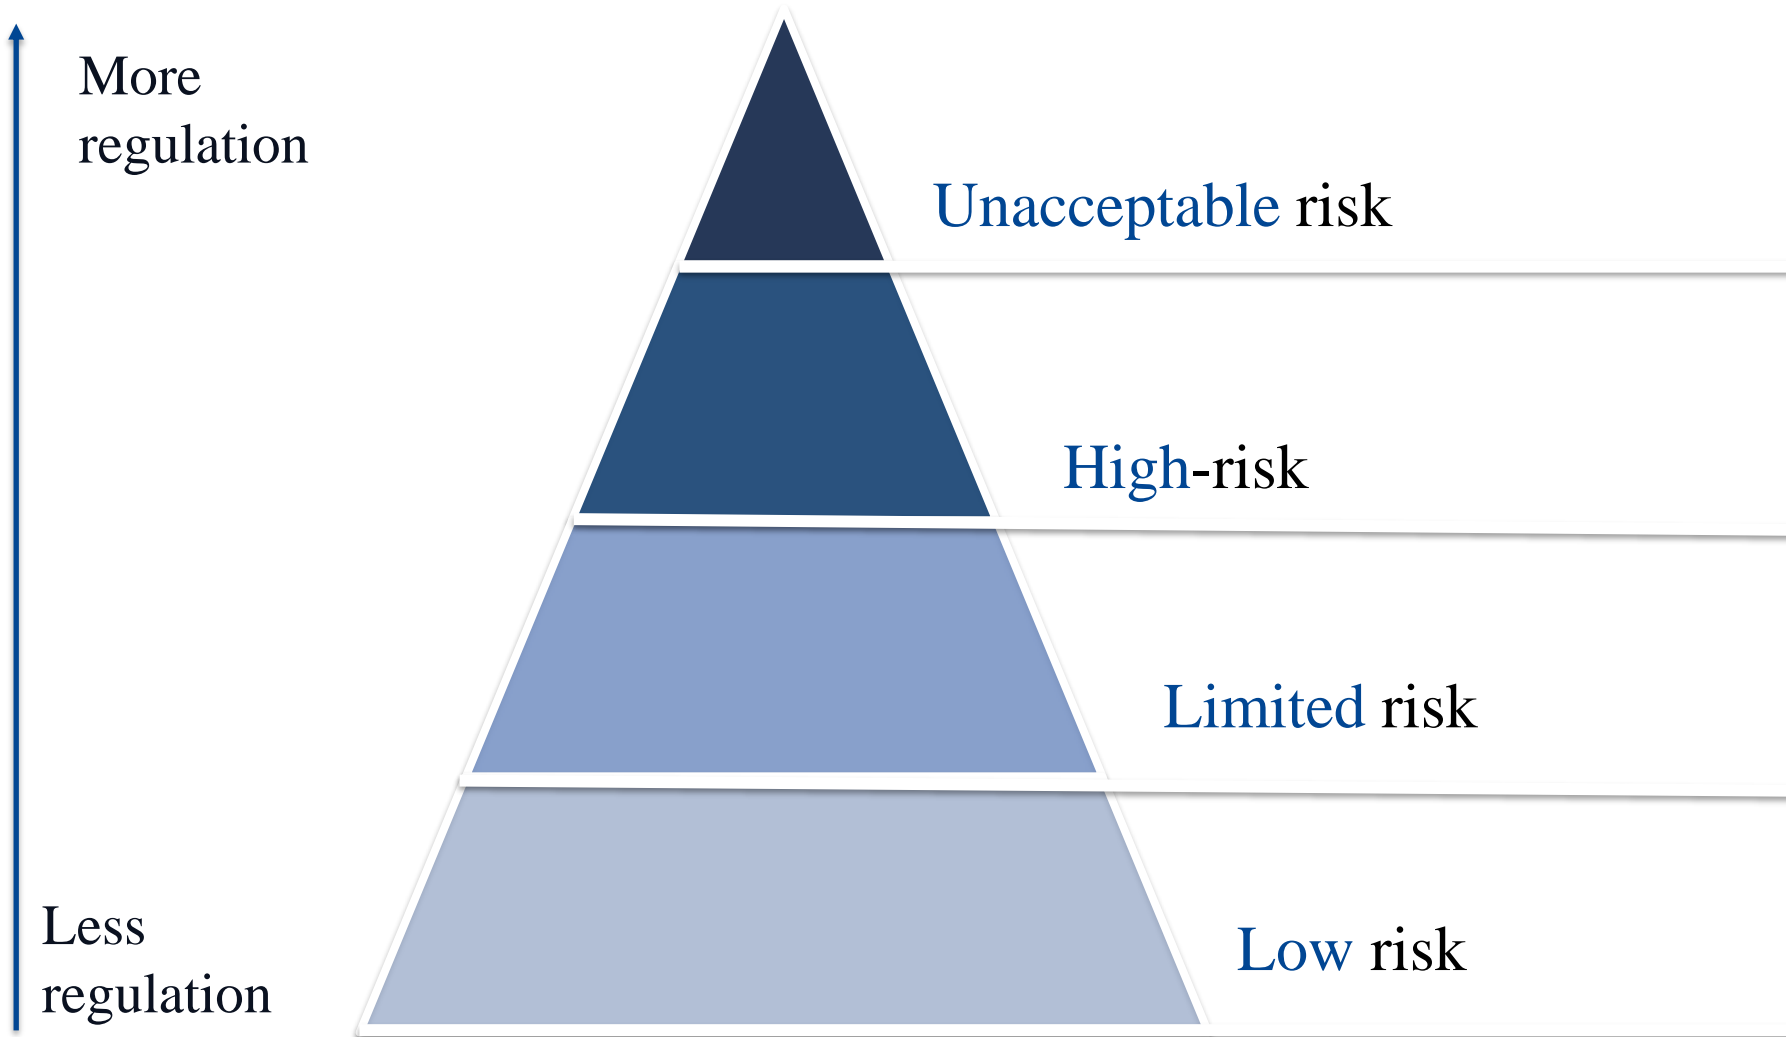 More
regulation
Unacceptable risk
High-risk
Limited risk
Less
regulation
Low risk